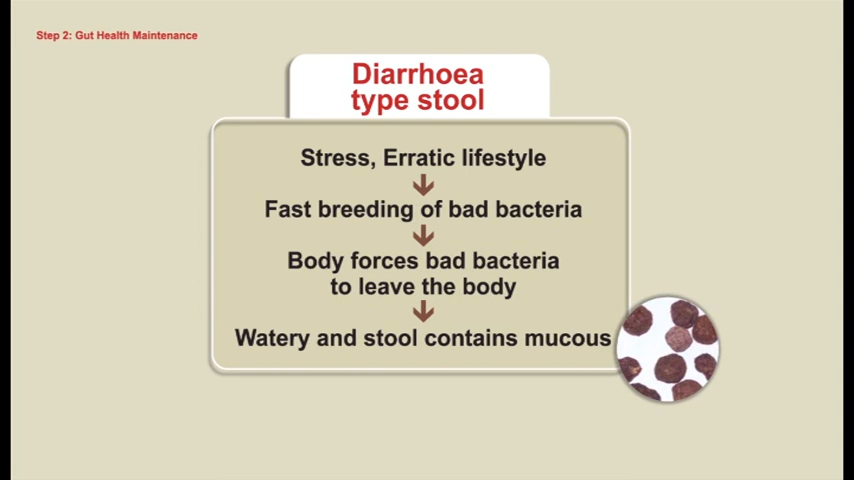 Step 2: Gut Health Maintenance
Diarrhoea
type stool
Stress, Erratic lifestyle
Fast breeding of bad bacteria
Body forces bad bacteria
to leave the body
Watery and stool contains mucous